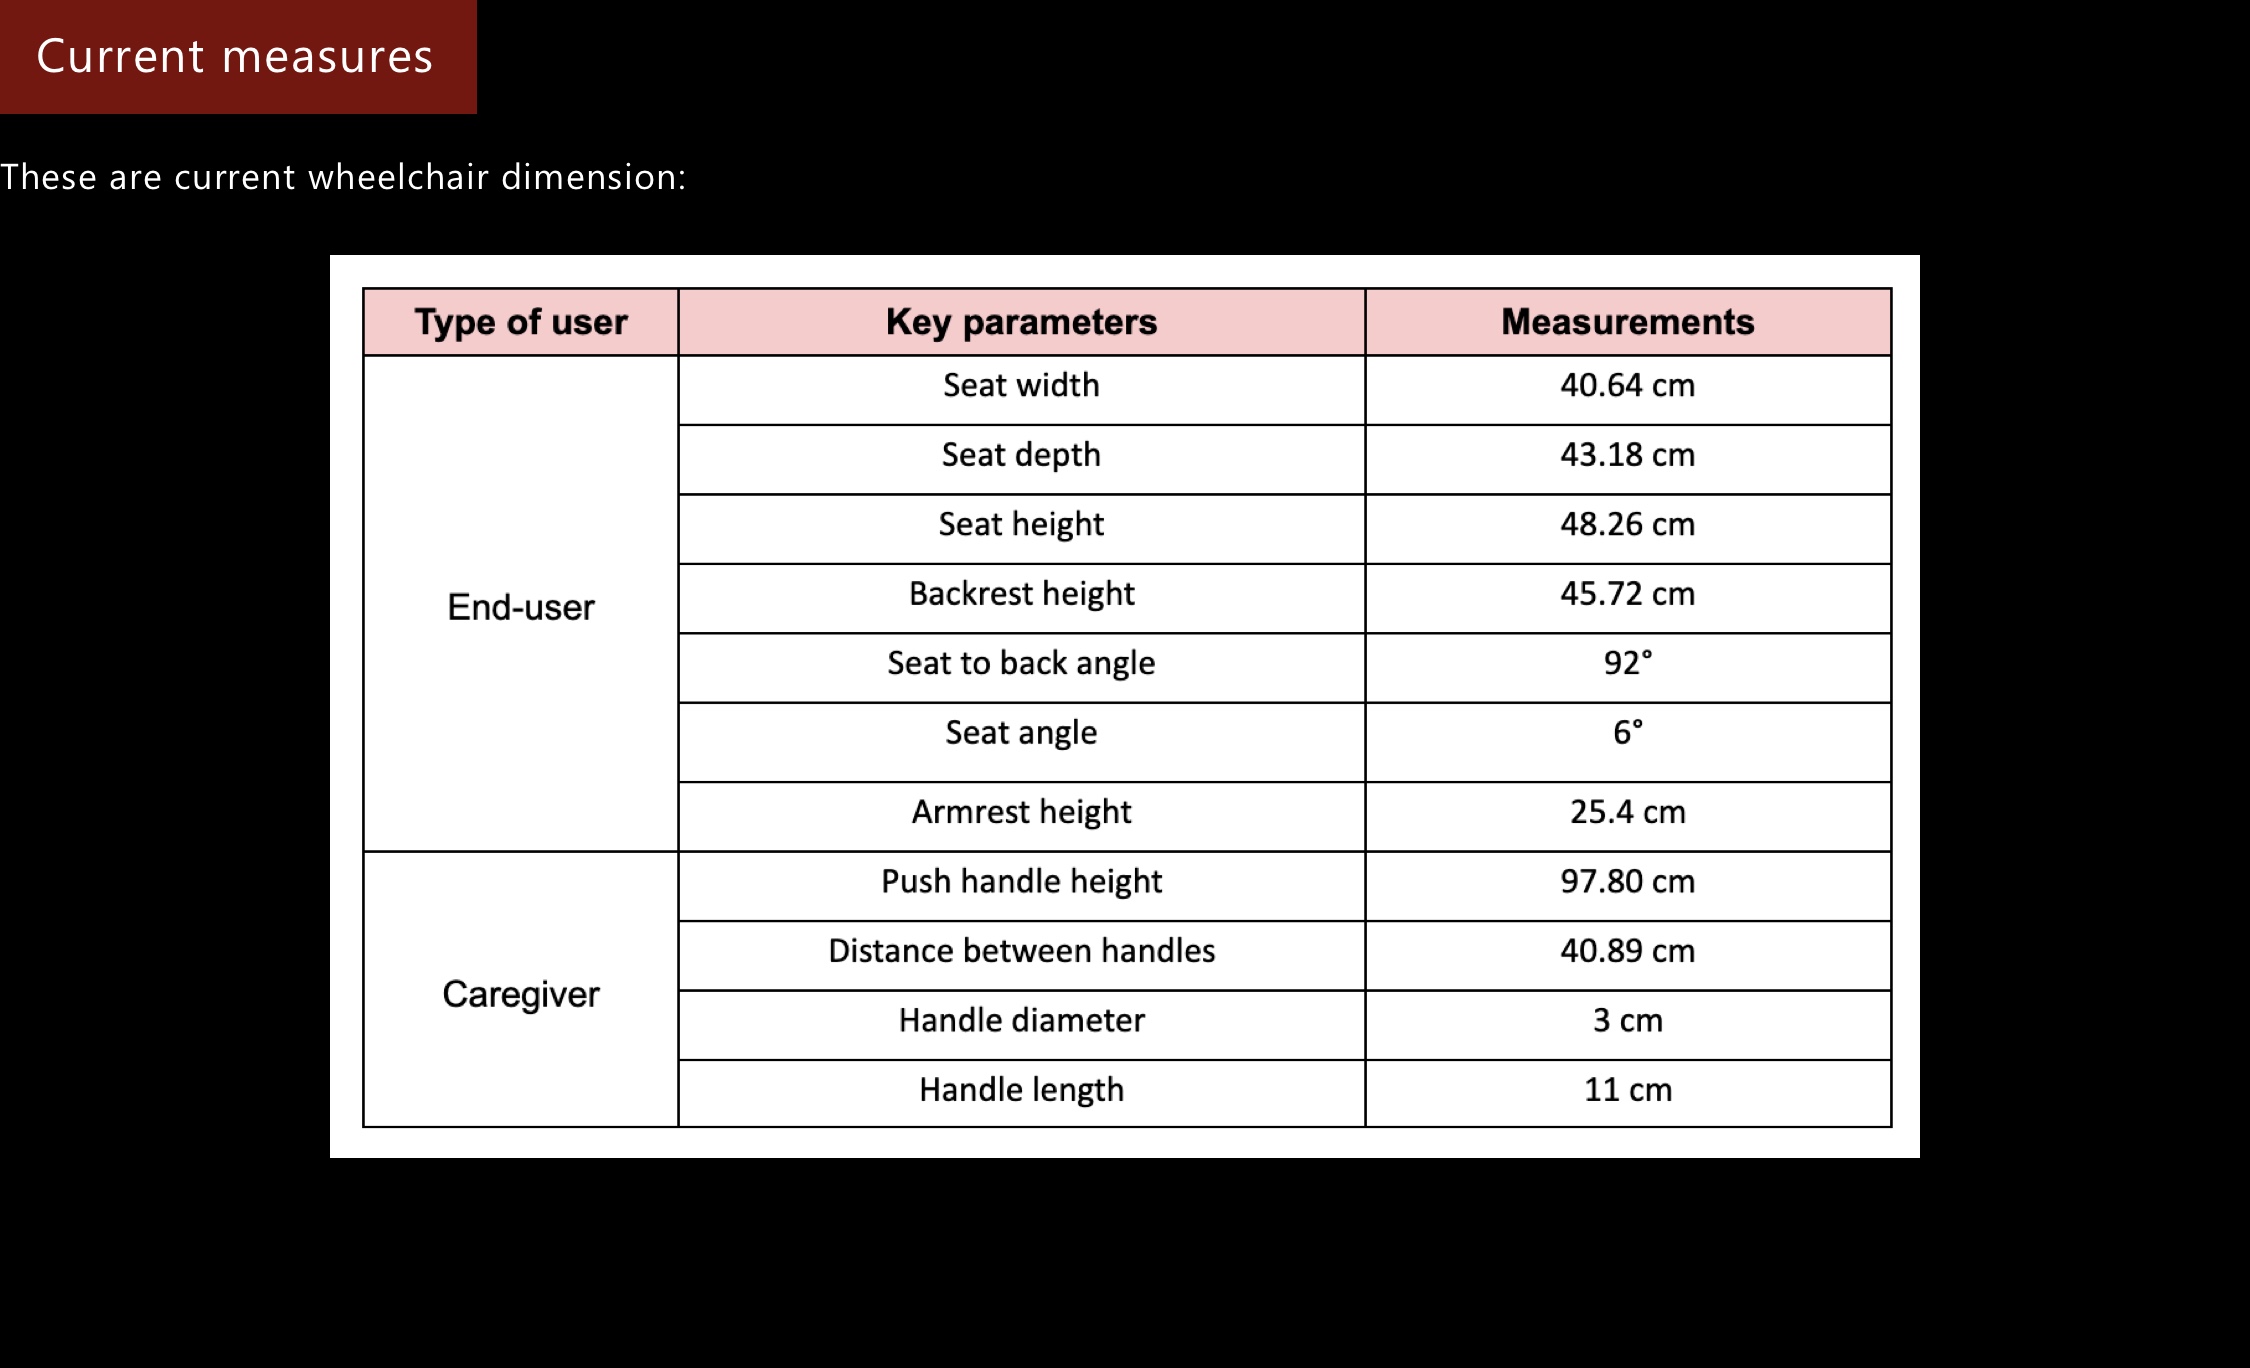 Current measures
These are current wheelchair dimension:
Type of user Key parameters Measurements
End-user
Seat width 40.64 cm
Seat depth 43.18 cm
Seat height 48.26 cm
Backrest height 45.72 cm
Seat to back angle 92°
Seat angle 6°
Armrest height 25.4 cm
Caregiver
Push handle height 97.80 cm
Distance between handles 40.89 cm
Handle diameter 3 cm
Handle length 11 cm